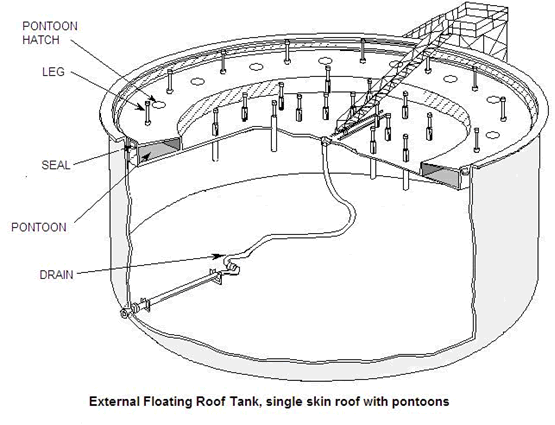 PONTOON
HATCH
LEG
SEAL
PONTOON
DRAIN
External Floating Roof Tank, single skin roof with pontoons